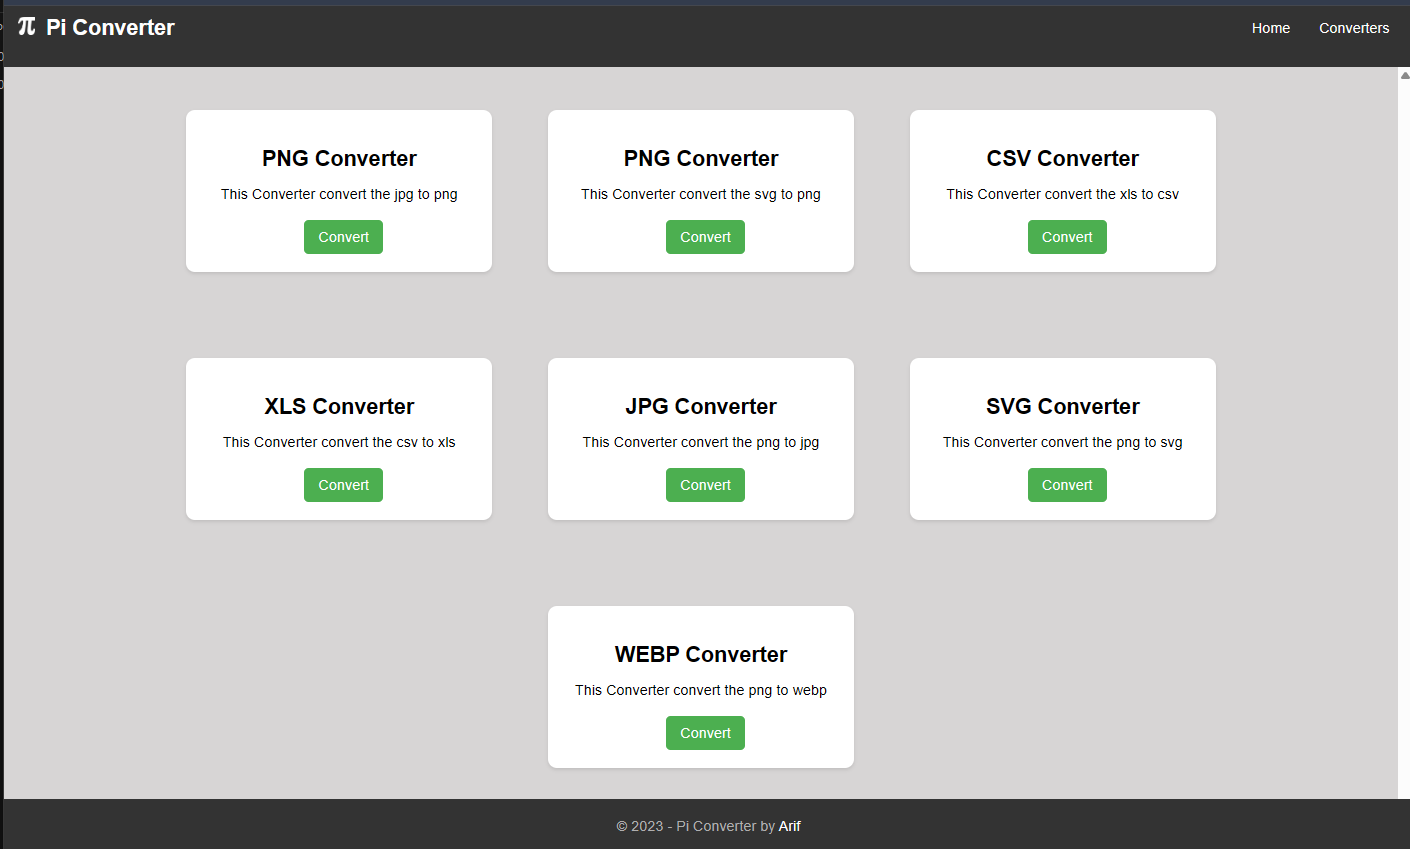 π Pi Converter
Home
Converters
PNG Converter
This Converter convert the jpg to png
Convert
PNG Converter
This Converter convert the svg to png
Convert
CSV Converter
This Converter convert the xls to csv
Convert
XLS Converter
This Converter convert the csv to xls
Convert
JPG Converter
This Converter convert the png to jpg
Convert
SVG Converter
This Converter convert the png to svg
Convert
WEBP Converter
This Converter convert the png to webp
Convert
© 2023 - Pi Converter by Arif